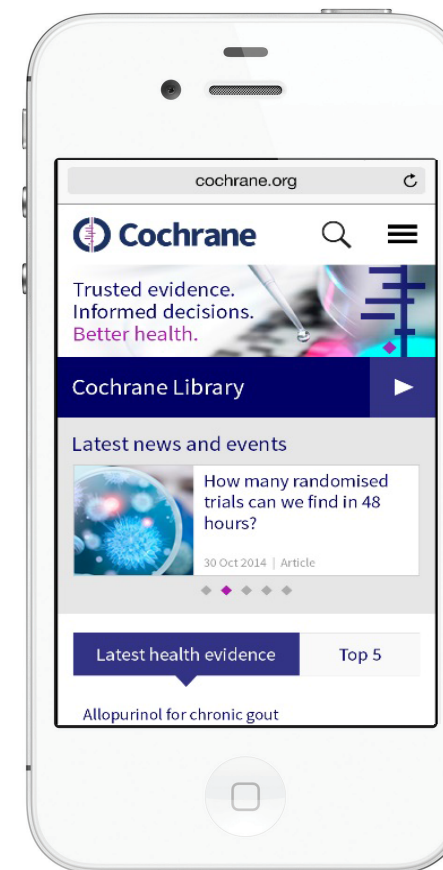 cochrane.org
Cochrane
Trusted evidence.
Informed decisions.
Better health.
Cochrane Library
Latest news and events
How many randomised
trials can we find in 48
hours?
30 Oct 2014 | Article
Latest health evidence
Top 5
Allopurinol for chronic gout